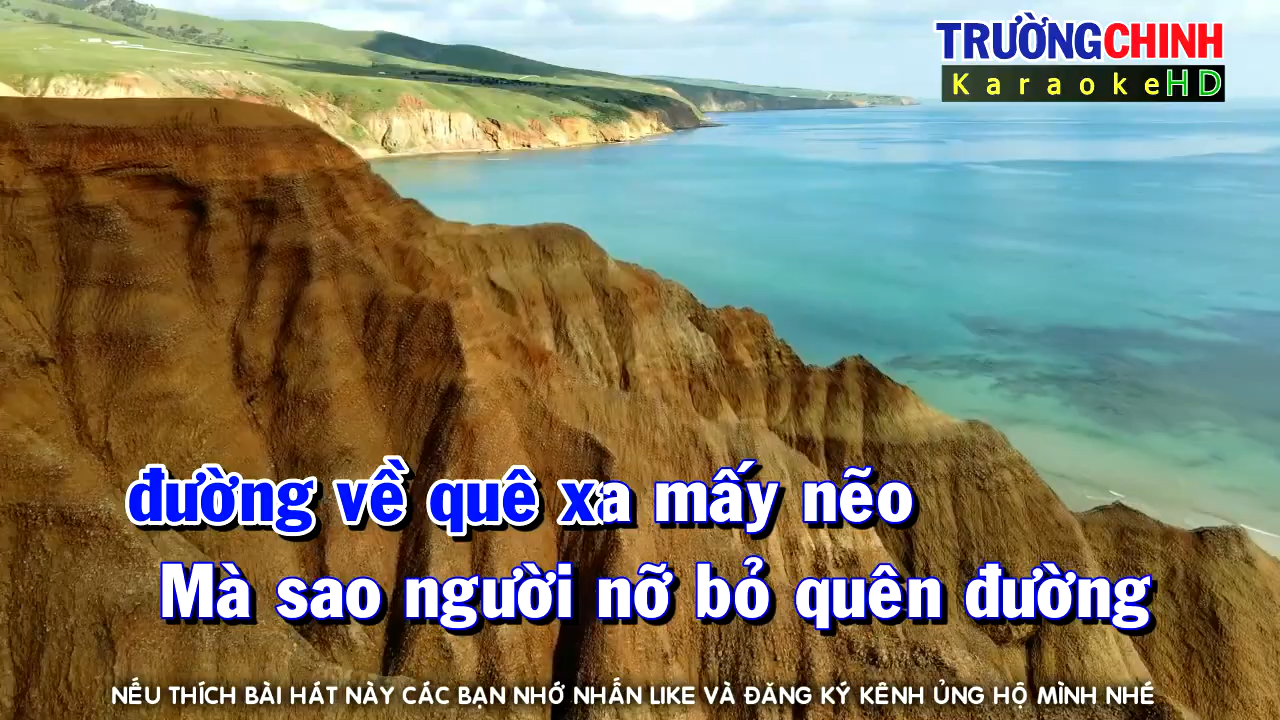 TRƯỜNGCHINH
KaraokeHD
đường về quê xa mấy nẽo
Mà sao người nỡ bỏ quên đường
NẾU THÍCH BÀI HÁT NÀY CÁC BẠN NHỚ NHẤN LIKE VÀ ĐĂNG KÝ KÊNH ỦNG HỘ MÌNH NHÉ